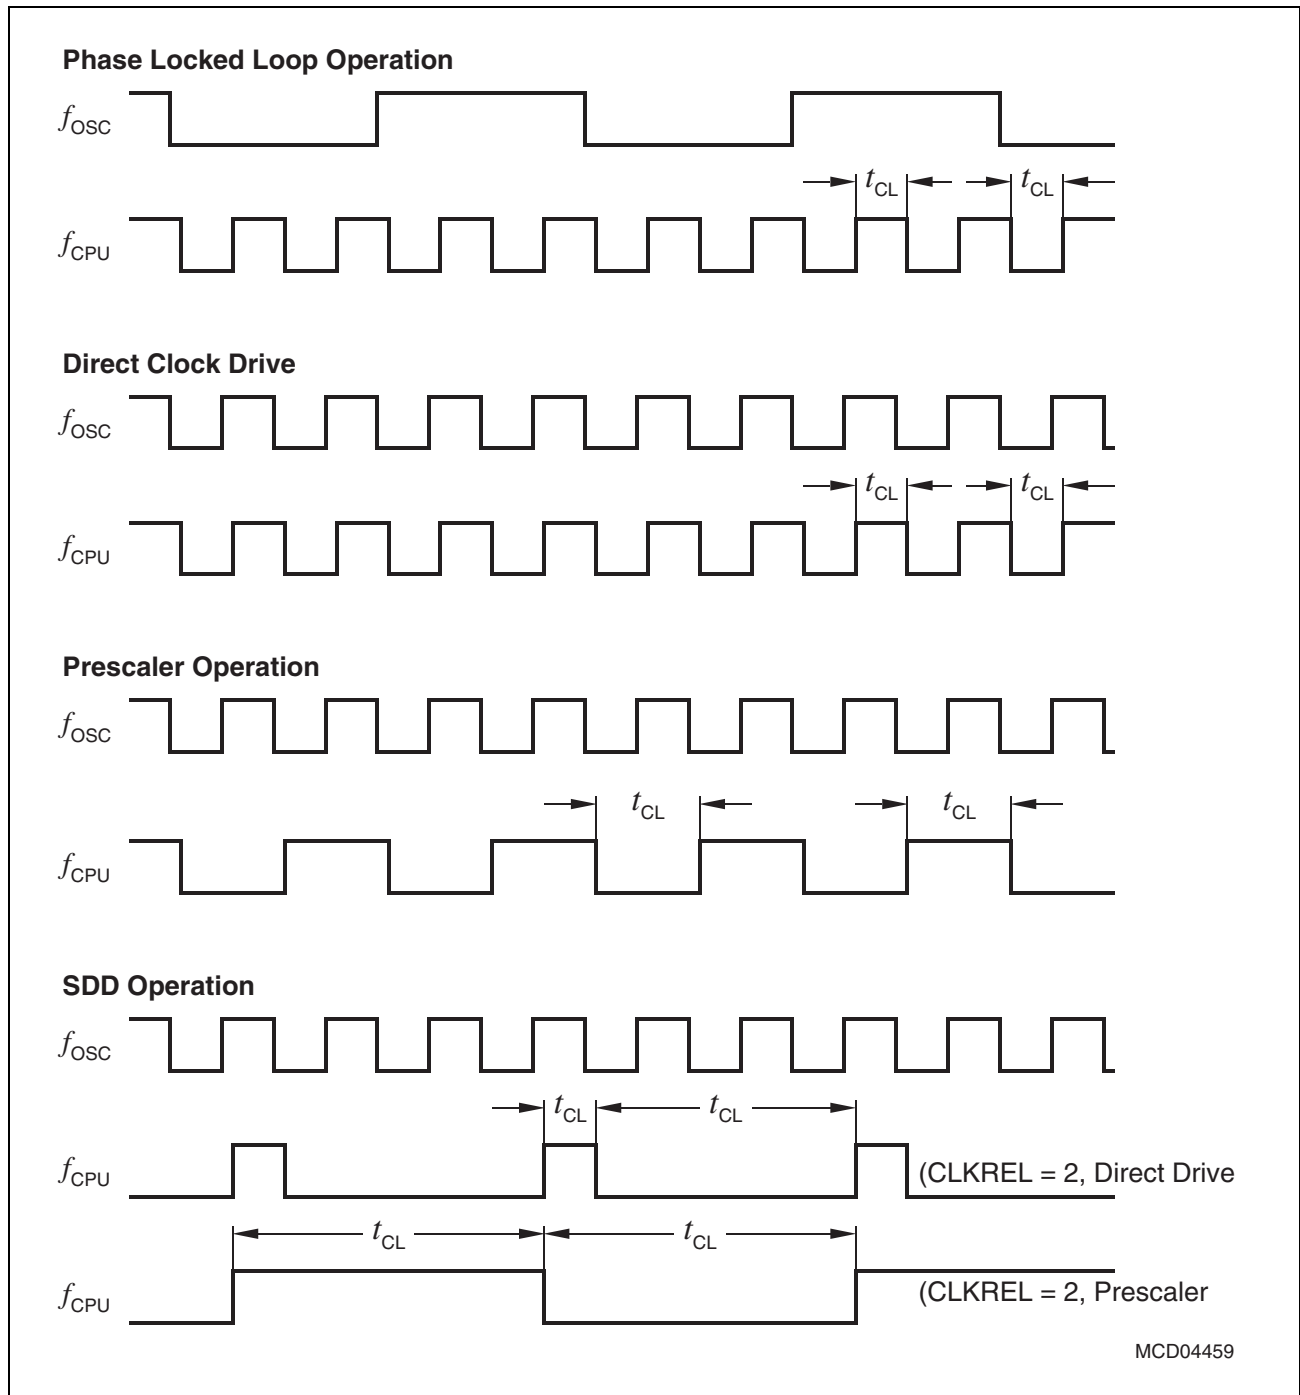 Phase Locked Loop Operation
fOSC
tCL tCL
fCPU
Direct Clock Drive
fOSC
tCL tCL
fCPU
Prescaler Operation
fOSC
tCL tCL
fCPU
SDD Operation
fOSC
tCL tCL
fCPU (CLKREL = 2, Direct Drive
tCL tCL
fCPU (CLKREL = 2, Prescaler
MCD04459